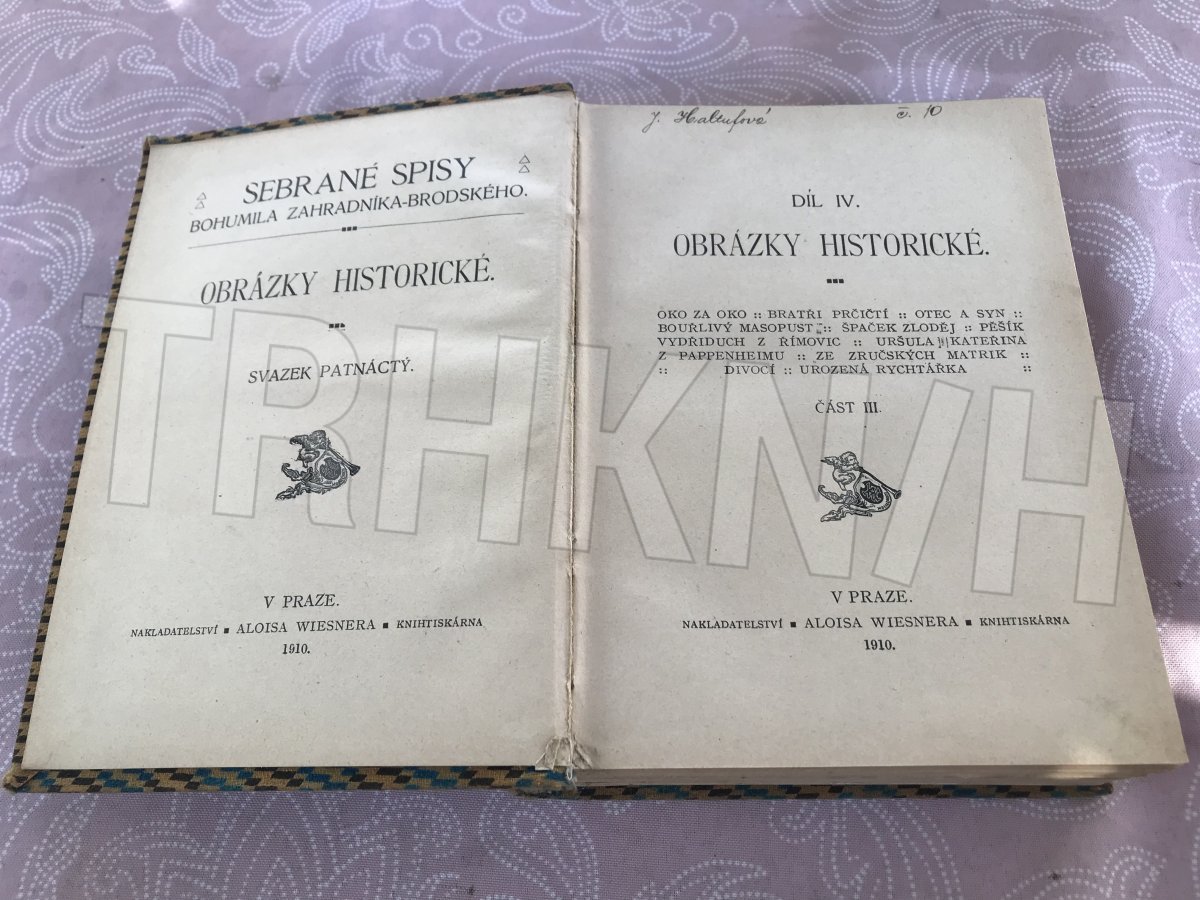 SEBRANÉ SPISY
BOHUMILA ZAHRADNÍKA-BRODSKÉHO.
OBRÁZKY HISTORICKÉ.
SVAZEK PATNÁCTÝ.
V PRAZE.
NAKLADATELSTVÍ ▪ ALOISA WIESNERA ▪ KNIHTISKÁRNA
1910.
J. Haltufová č. 10
DÍL IV.
OBRÁZKY HISTORICKÉ.
OKO ZA OKO :: BRATŘI PRČIČTÍ :: OTEC A SYN ::
BOUŘLIVÝ MASOPUST :: ŠPAČEK ZLODĚJ :: PĚŠÍK
VYDŘIDUCH Z ŘÍMOVIC :: URŠULA KATEŘINA
Z PAPPENHEIMU :: ZE ZRUČSKÝCH MATRIK ::
:: DIVOCÍ :: UROZENÁ RYCHTÁŘKA ::
ČÁST III.
V PRAZE.
NAKLADATELSTVÍ ▪ ALOISA WIESNERA ▪ KNIHTISKÁRNA
1910.
TRHKNIH